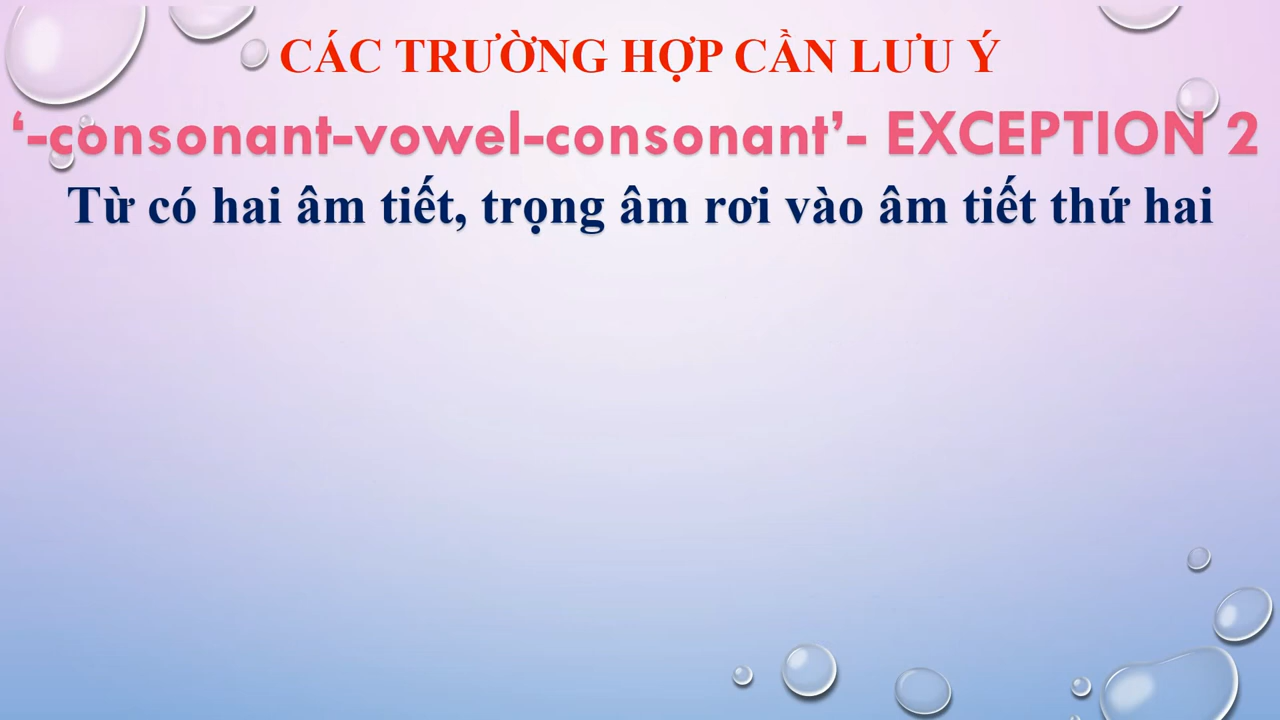 CÁC TRƯỜNG HỢP CẦN LƯU Ý
‘-consonant-vowel-consonant’- EXCEPTION 2
Từ có hai âm tiết, trọng âm rơi vào âm tiết thứ hai